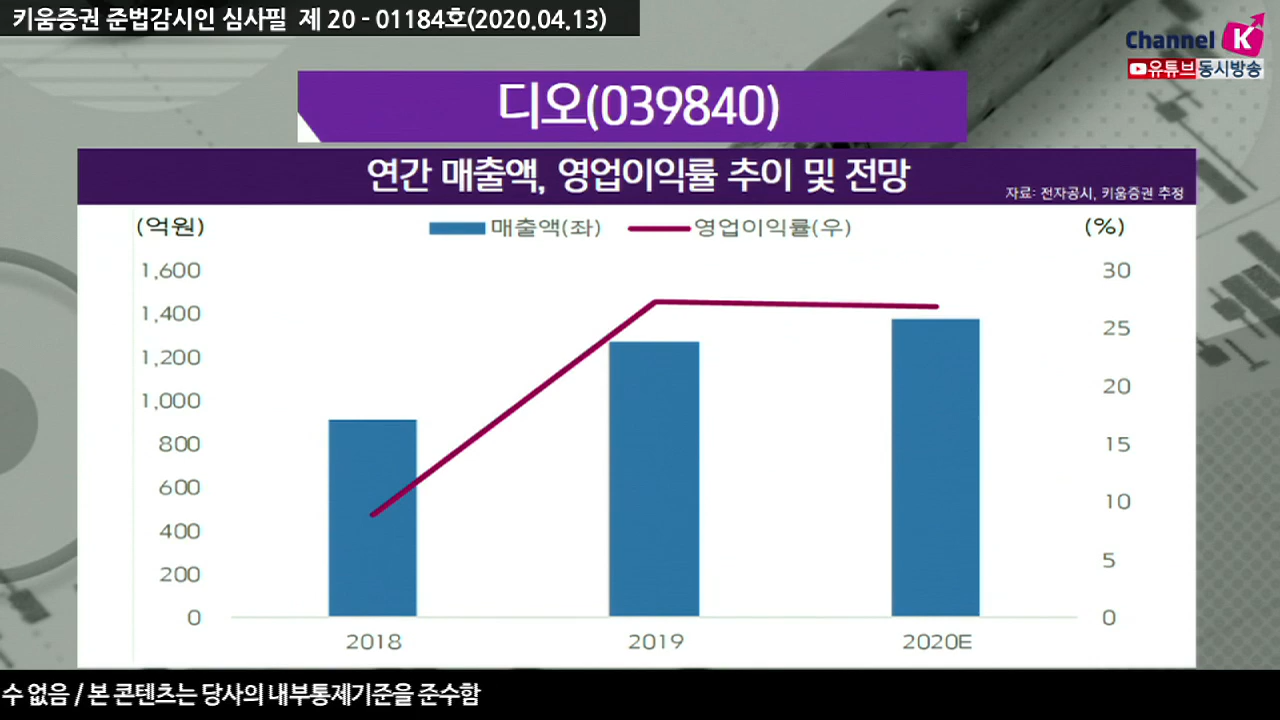 키움증권 준법감시인 심사필 제 20 - 01184호(2020.04.13)
Channel K
유튜브동시방송
디오(039840)
연간 매출액, 영업이익률 추이 및 전망
자료: 전자공시, 키움증권 추정
(억원)
매출액(좌)
영업이익률(우)
(%)
1,600
30
1,400
25
1,200
20
1,000
15
800
10
600
5
400
0
200
0
2018
2019
2020E
수 없음 / 본 콘텐츠는 당사의 내부통제기준을 준수함